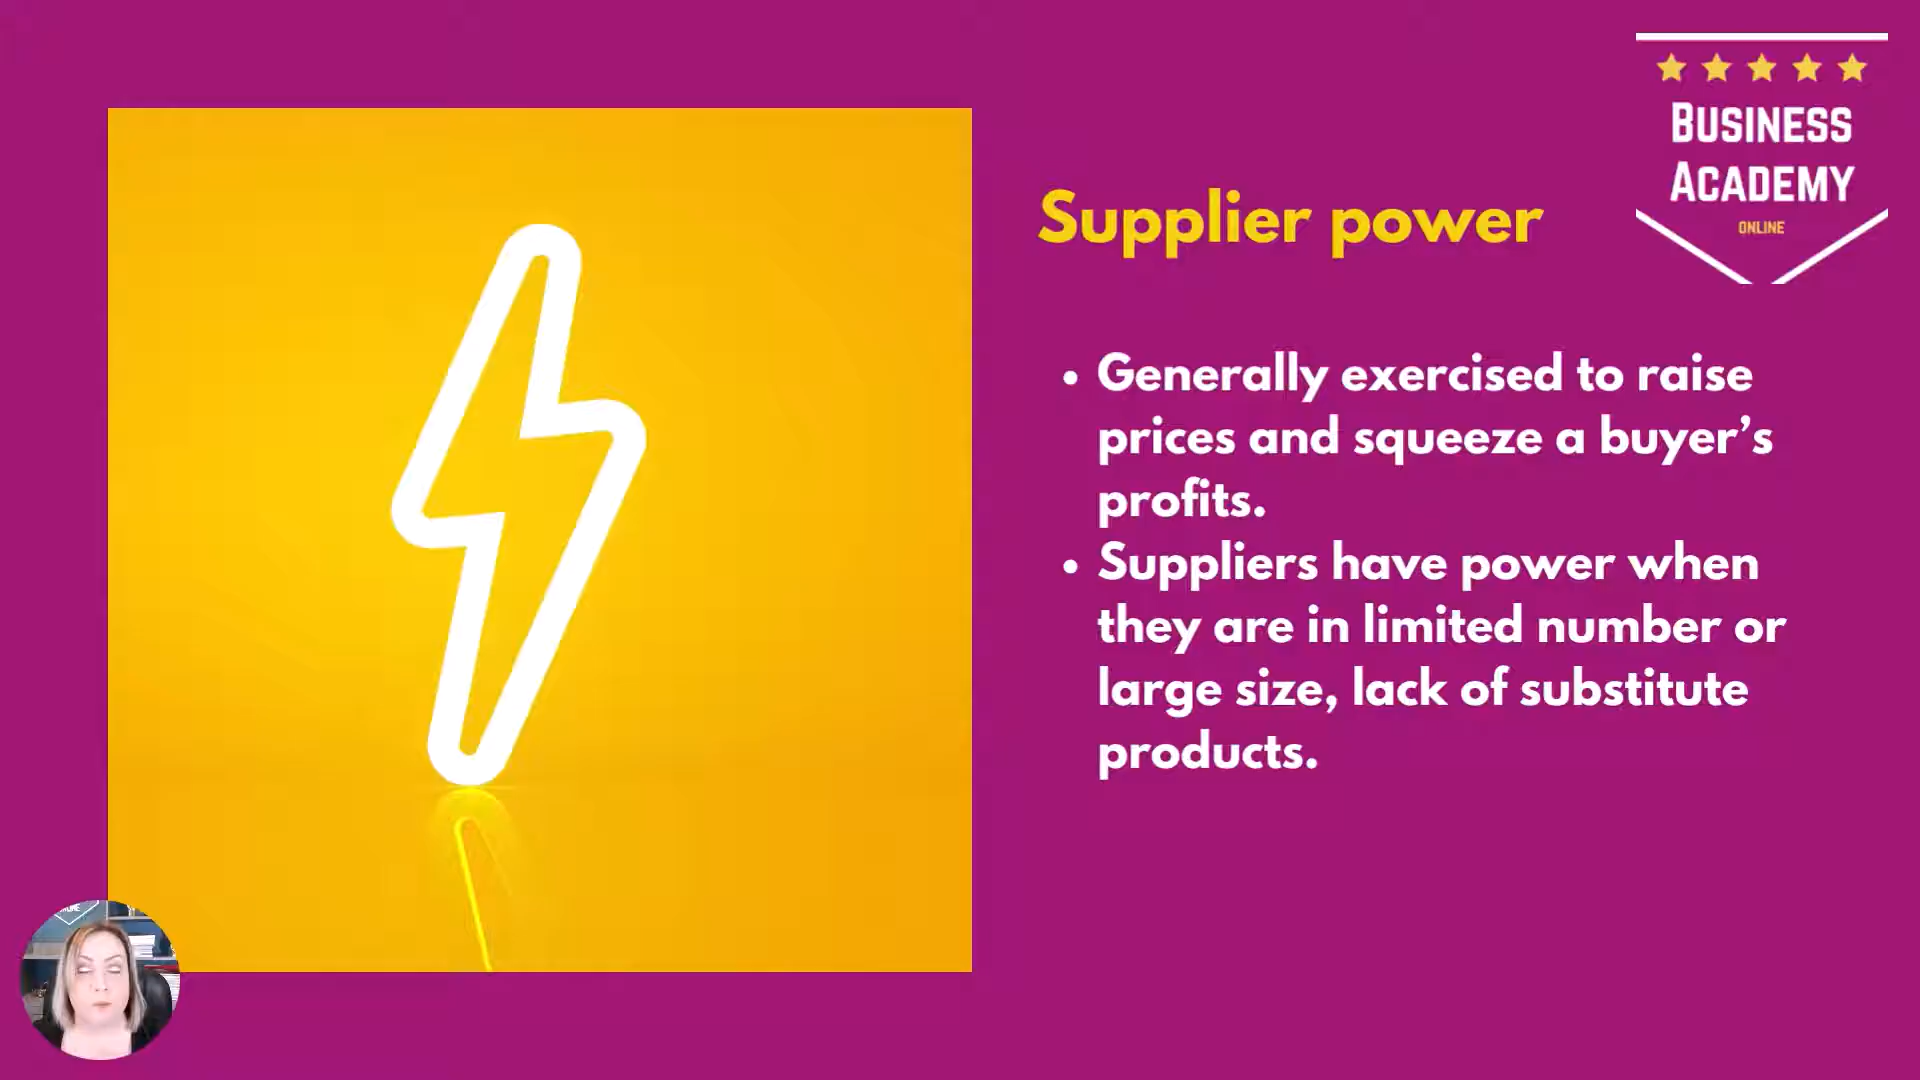 BUSINESS
ACADEMY
ONLINE
Supplier power
• Generally exercised to raise
prices and squeeze a buyer’s
profits.
• Suppliers have power when
they are in limited number or
large size, lack of substitute
products.